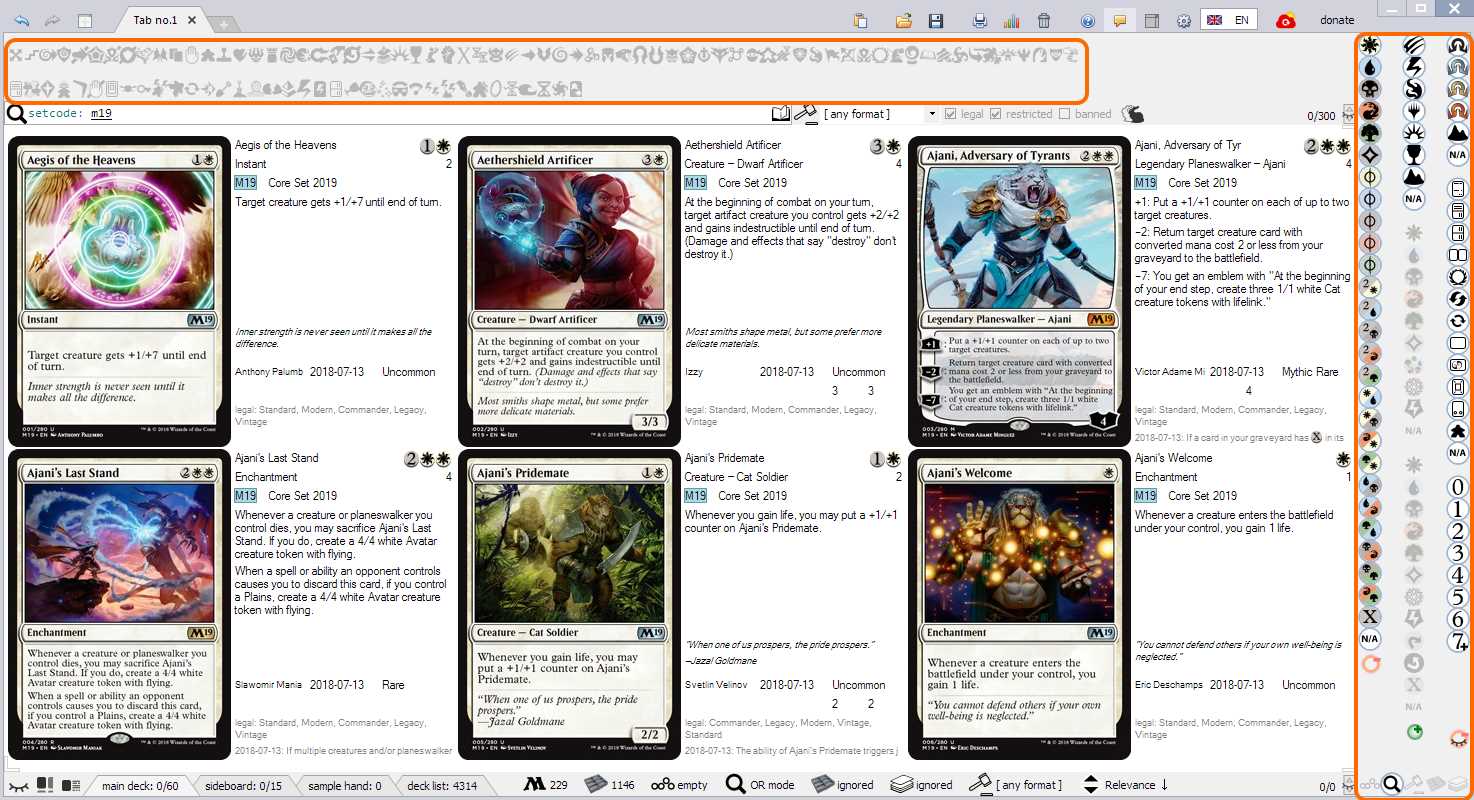 Tab no.1
EN
donate
setcode: m19
[ any format ]
legal
restricted
banned
0/300
Aegis of the Heavens
1
Instant
M19
Target creature gets +1/+7 until end
of turn.
Inner strength is never seen until it
makes all the difference.
001/280 U
M19 • EN ANTHONY PALUMBO
™ & © 2018 Wizards of the Coast
Aegis of the Heavens
1
Instant
2
M19 Core Set 2019
Target creature gets +1/+7 until end of turn.
Inner strength is never seen until it makes all the
difference.
Anthony Palumb 2018-07-13 Uncommon
legal: Standard, Modern, Commander, Legacy,
Vintage
Aethershield Artificer
3
Creature — Dwarf Artificer
M19
At the beginning of combat on your
turn, target artifact creature you control
gets +2/+2 and gains indestructible until
end of turn. (Damage and effects that say
"destroy" don't destroy it.)
Most smiths shape metal, but some prefer
more delicate materials.
3/3
002/280 U
M19 • EN IZZY
™ & © 2018 Wizards of the Coast
Aethershield Artificer
3
Creature – Dwarf Artificer
4
M19 Core Set 2019
At the beginning of combat on your turn,
target artifact creature you control gets +2/+2
and gains indestructible until end of turn.
(Damage and effects that say "destroy" don't
destroy it.)
Most smiths shape metal, but some prefer more
delicate materials.
Izzy 2018-07-13 Uncommon
3 3
legal: Standard, Modern, Commander, Legacy,
Vintage
Ajani, Adversary of Tyrants
2
Legendary Planeswalker — Ajani
M19
+1 : Put a +1/+1 counter on each of up to two
target creatures.
-2 : Return target creature card with converted
mana cost 2 or less from your graveyard to
the battlefield.
-7 : You get an emblem with "At the beginning
of your end step, create three 1/1 white
Cat creature tokens with lifelink."
4
003/280 M
M19 • EN VICTOR ADAME MINGUEZ
™ & © 2018 Wizards of the Coast
Ajani, Adversary of Tyr
2
Legendary Planeswalker – Ajani
4
M19 Core Set 2019
+1: Put a +1/+1 counter on each of up to two
target creatures.
−2: Return target creature card with
converted mana cost 2 or less from your
graveyard to the battlefield.
−7: You get an emblem with "At the beginning
of your end step, create three 1/1 white Cat
creature tokens with lifelink."
Victor Adame Mi 2018-07-13 Mythic Rare
4
legal: Standard, Modern, Commander, Legacy,
Vintage
2018-07-13: If a card in your graveyard has X in its
Ajani's Last Stand
2
Enchantment
M19
Whenever a creature or planeswalker you
control dies, you may sacrifice Ajani's Last
Stand. If you do, create a 4/4 white
Avatar creature token with flying.
When a spell or ability an opponent
controls causes you to discard this card,
if you control a Plains, create a 4/4 white
Avatar creature token with flying.
004/280 R
M19 • EN SLAWOMIR MANIAK
™ & © 2018 Wizards of the Coast
Ajani's Last Stand
2
Enchantment
4
M19 Core Set 2019
Whenever a creature or planeswalker you
control dies, you may sacrifice Ajani's Last
Stand. If you do, create a 4/4 white Avatar
creature token with flying.
When a spell or ability an opponent controls
causes you to discard this card, if you control
a Plains, create a 4/4 white Avatar creature
token with flying.
Slawomir Mania 2018-07-13 Rare
legal: Standard, Modern, Commander, Legacy,
Vintage
2018-07-13: If multiple creatures and/or planeswalker
Ajani's Pridemate
1
Creature — Cat Soldier
M19
Whenever you gain life, you may
put a +1/+1 counter on Ajani's
Pridemate.
"When one of us prospers, the pride
prospers."
—Jazal Goldmane
2/2
005/280 U
M19 • EN SVETLIN VELINOV
™ & © 2018 Wizards of the Coast
Ajani's Pridemate
1
Creature – Cat Soldier
2
M19 Core Set 2019
Whenever you gain life, you may put a +1/+1
counter on Ajani's Pridemate.
"When one of us prospers, the pride prospers."
–Jazal Goldmane
Svetlin Velinov 2018-07-13 Uncommon
2 2
legal: Commander, Legacy, Modern, Vintage,
Standard
2018-07-13: The ability of Ajani's Pridemate triggers j
Ajani's Welcome
Enchantment
M19
Whenever a creature enters the
battlefield under your control, you
gain 1 life.
"You cannot defend others if your own
well-being is neglected."
006/280 U
M19 • EN ERIC DESCHAMPS
™ & © 2018 Wizards of the Coast
Ajani's Welcome
Enchantment
1
M19 Core Set 2019
Whenever a creature enters the battlefield
under your control, you gain 1 life.
"You cannot defend others if your own well-being is
neglected."
Eric Deschamps 2018-07-13 Uncommon
legal: Standard, Modern, Commander, Legacy,
Vintage
2
2
2
2
2
X
N/A
N/A
N/A
X
N/A
N/A
N/A
0
1
2
3
4
5
6
7+
main deck: 0/60
sideboard: 0/15
sample hand: 0
deck list: 4314
229
1146
empty
OR mode
ignored
ignored
[ any format ]
Relevance ↓
0/0